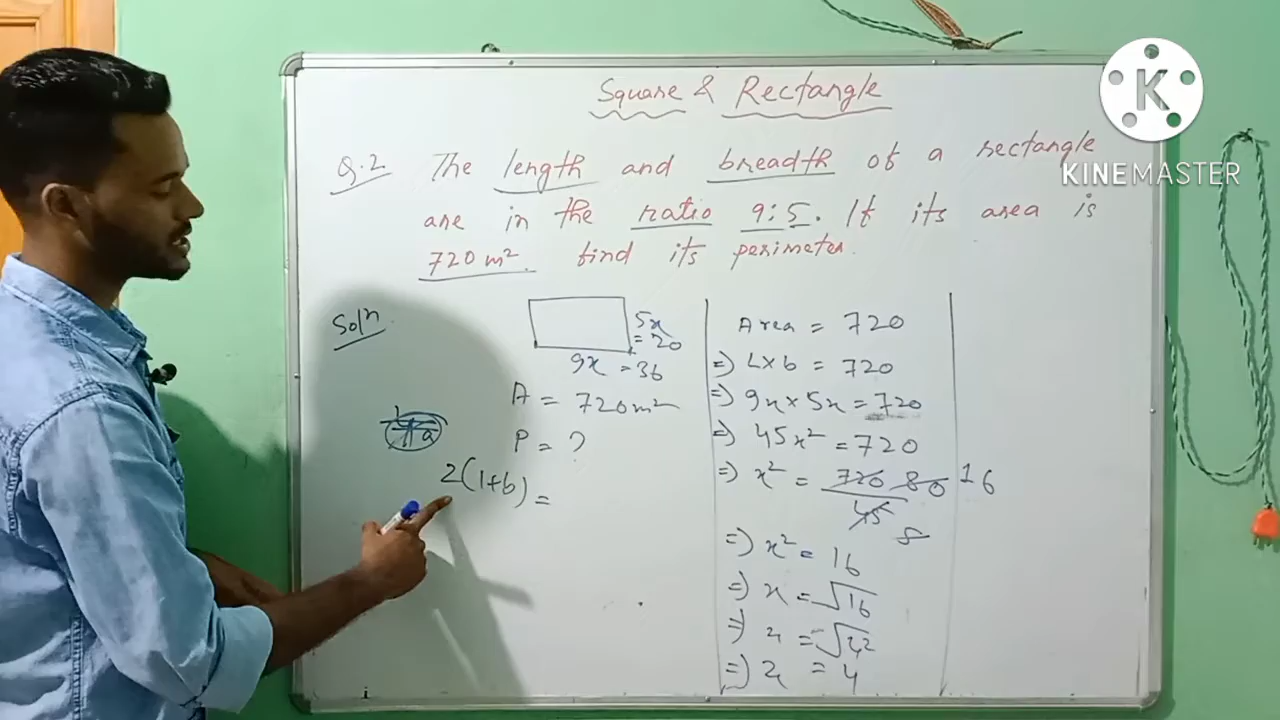 Square & Rectangle
Q.2 The length and breadth of a rectangle
are in the ratio 9:5. If its area is
720 m². find its perimeter.
Solⁿ
5x
= 20
9x = 36
A = 720m²
P = ?
2(l+b) =
Area = 720
=) L×b = 720
=) 9x×5x = 720
=) 45x² = 720
=) x² = 720 80 16
45
5
=) x² = 16
=) x = √16
=) x = √4²
=) x = 4
K
KINEMASTER